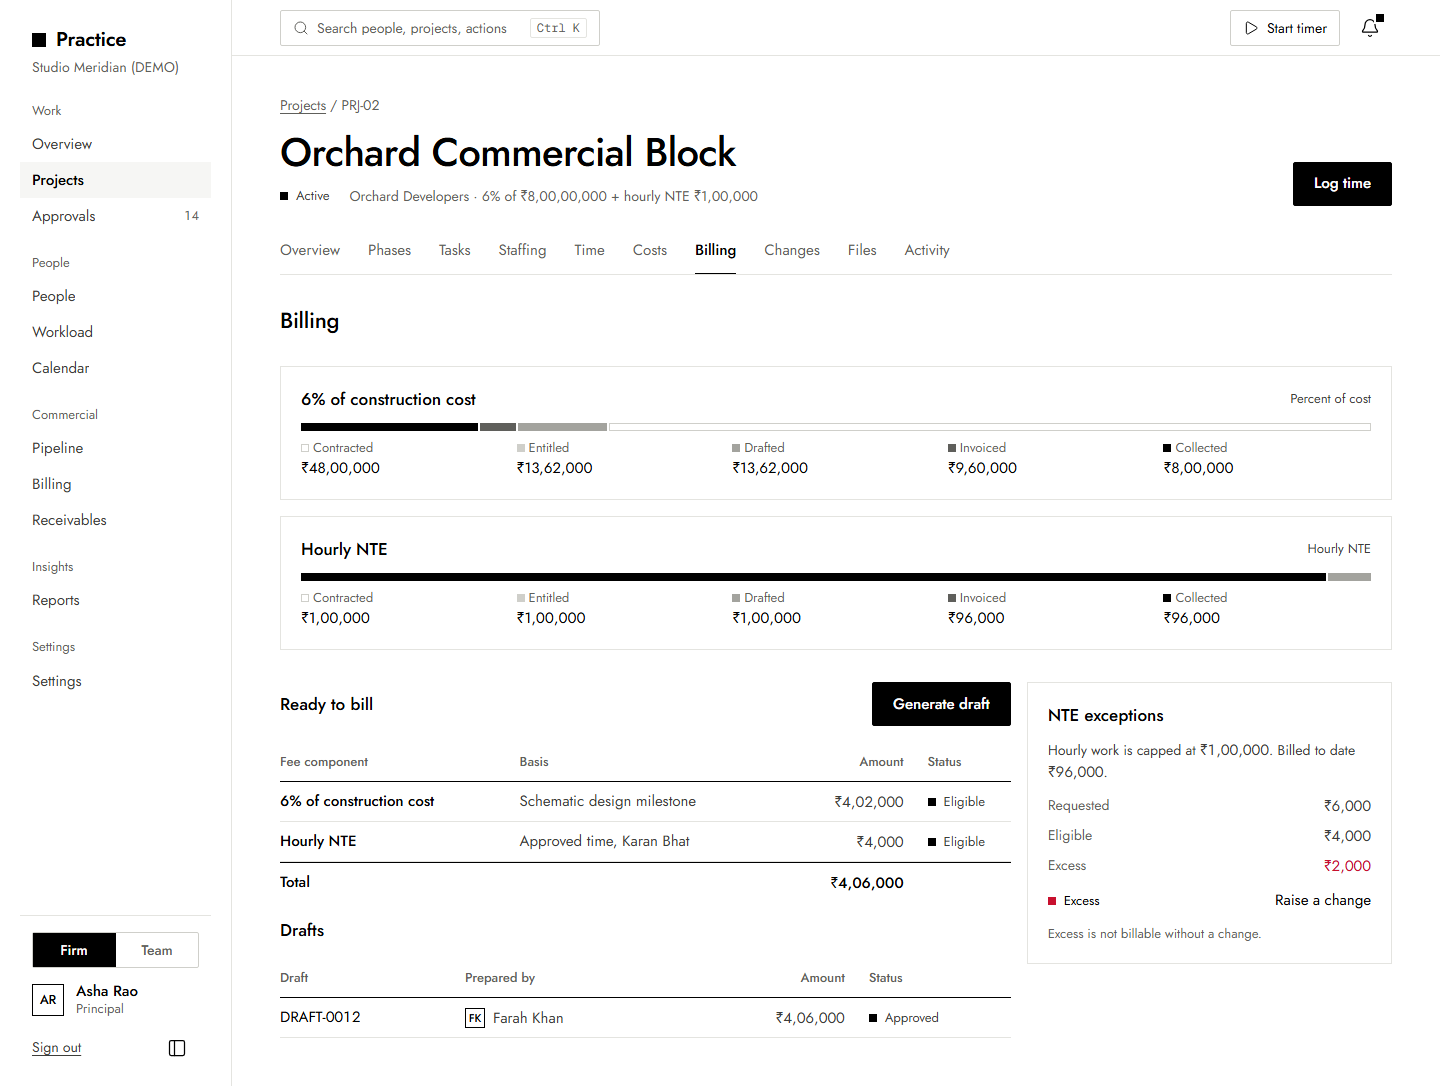 Practice
Studio Meridian (DEMO)
Work
Overview
Projects
Approvals 14
People
People
Workload
Calendar
Commercial
Pipeline
Billing
Receivables
Insights
Reports
Settings
Settings
Firm Team
AR Asha Rao
Principal
Sign out
Search people, projects, actions Ctrl K
Start timer
Projects / PRJ-02
Orchard Commercial Block
Active Orchard Developers · 6% of ₹8,00,00,000 + hourly NTE ₹1,00,000
Log time
Overview Phases Tasks Staffing Time Costs Billing Changes Files Activity
Billing
6% of construction cost Percent of cost
Contracted Entitled Drafted Invoiced Collected
₹48,00,000 ₹13,62,000 ₹13,62,000 ₹9,60,000 ₹8,00,000
Hourly NTE Hourly NTE
Contracted Entitled Drafted Invoiced Collected
₹1,00,000 ₹1,00,000 ₹1,00,000 ₹96,000 ₹96,000
Ready to bill Generate draft
Fee component Basis Amount Status
6% of construction cost Schematic design milestone ₹4,02,000 Eligible
Hourly NTE Approved time, Karan Bhat ₹4,000 Eligible
Total ₹4,06,000
Drafts
Draft Prepared by Amount Status
DRAFT-0012 FK Farah Khan ₹4,06,000 Approved
NTE exceptions
Hourly work is capped at ₹1,00,000. Billed to date
₹96,000.
Requested ₹6,000
Eligible ₹4,000
Excess ₹2,000
Excess Raise a change
Excess is not billable without a change.